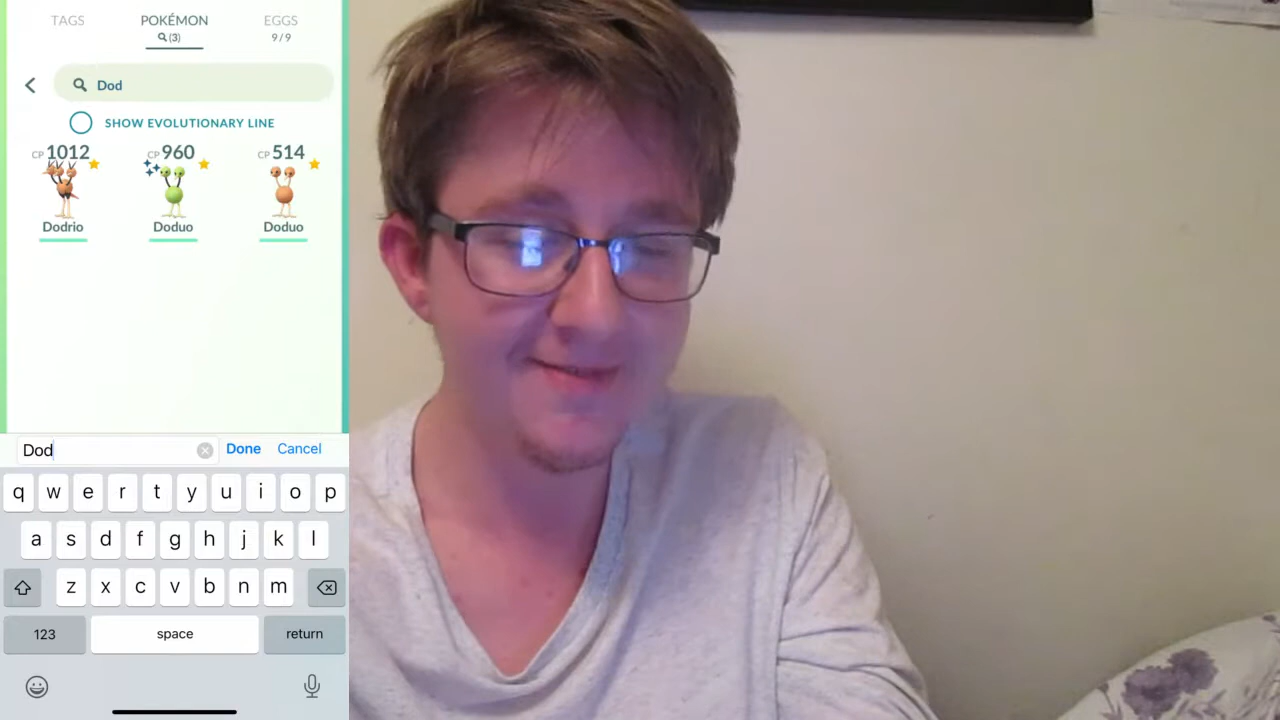 TAGS POKÉMON EGGS
(3) 9/9
Dod
SHOW EVOLUTIONARY LINE
CP 1012 CP 960 CP 514
Dodrio Doduo Doduo
Dod Done Cancel
q w e r t y u i o p
a s d f g h j k l
z x c v b n m
123 space return